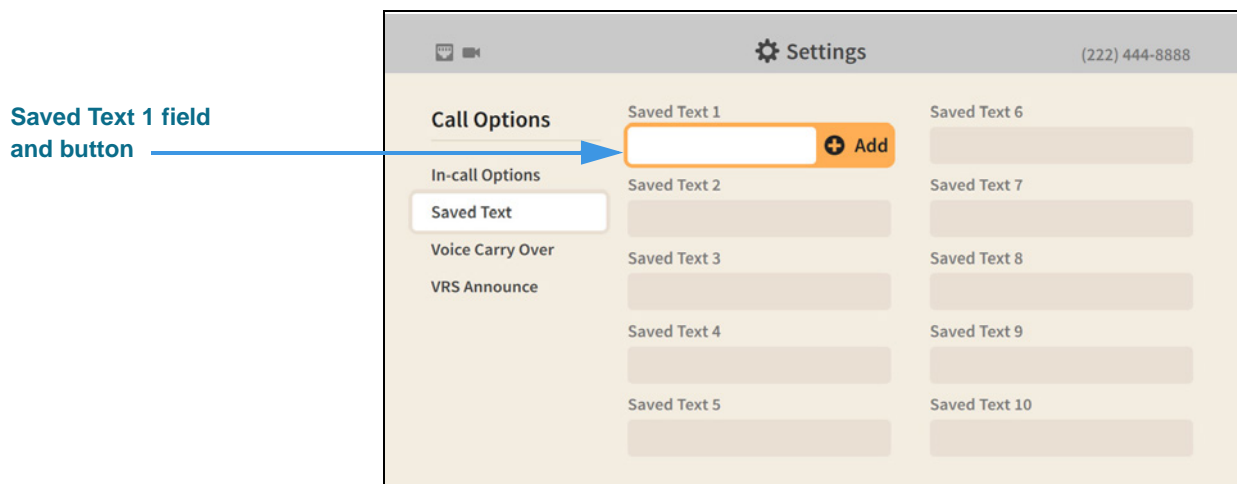 Settings
(222) 444-8888
Saved Text 1 field
and button
Call Options
In-call Options
Saved Text
Voice Carry Over
VRS Announce
Saved Text 1
Add
Saved Text 2
Saved Text 3
Saved Text 4
Saved Text 5
Saved Text 6
Saved Text 7
Saved Text 8
Saved Text 9
Saved Text 10